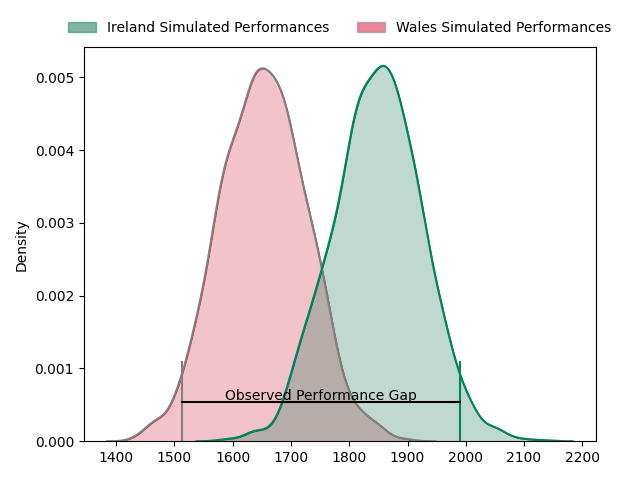 Ireland Simulated Performances Wales Simulated Performances
0.005
0.004
0.003
Density
0.002
0.001
Observed Performance Gap
0.000
1400 1500 1600 1700 1800 1900 2000 2100 2200